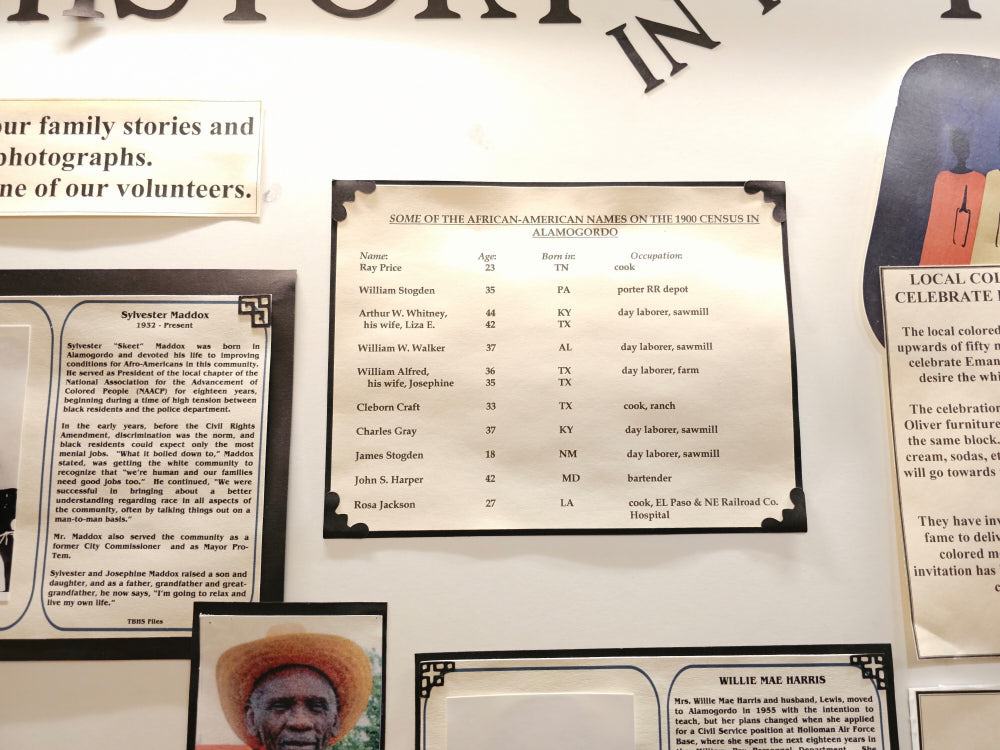 HISTORY
IN
our family stories and
photographs.
one of our volunteers.
SOME OF THE AFRICAN-AMERICAN NAMES ON THE 1900 CENSUS IN
ALAMOGORDO
Name: Age: Born in: Occupation:
Ray Price 23 TN cook
William Stogden 35 PA porter RR depot
Arthur W. Whitney, 44 KY day laborer, sawmill
his wife, Liza E. 42 TX
William W. Walker 37 AL day laborer, sawmill
William Alfred, 36 TX day laborer, farm
his wife, Josephine 35 TX
Cleborn Craft 33 TX cook, ranch
Charles Gray 37 KY day laborer, sawmill
James Stogden 18 NM day laborer, sawmill
John S. Harper 42 MD bartender
Rosa Jackson 27 LA cook, EL Paso & NE Railroad Co.
Hospital
Sylvester Maddox
1932 - Present
Sylvester "Skeet" Maddox was born in
Alamogordo and devoted his life to improving
conditions for Afro-Americans in this community.
He served as President of the local chapter of the
National Association for the Advancement of
Colored People (NAACP) for eighteen years,
beginning during a time of high tension between
black residents and the police department.
In the early years, before the Civil Rights
Amendment, discrimination was the norm, and
black residents could expect only the most
menial jobs. "What it boiled down to," Maddox
stated, was getting the white community to
recognize that "we're human and our families
need good jobs too." He continued, "We were
successful in bringing about a better
understanding regarding race in all aspects of
the community, often by talking things out on a
man-to-man basis."
Mr. Maddox also served the community as a
former City Commissioner and as Mayor Pro-
Tem.
Sylvester and Josephine Maddox raised a son and
daughter, and as a father, grandfather and great-
grandfather, he now says, "I'm going to relax and
live my own life."
TBHS Files
LOCAL COL
CELEBRATE
The local colored
upwards of fifty
celebrate Eman
desire the whi
The celebration
Oliver furniture
the same block.
cream, sodas, et
will go towards
They have inv
fame to deliv
colored m
invitation has
WILLIE MAE HARRIS
Mrs. Willie Mae Harris and husband, Lewis, moved
to Alamogordo in 1955 with the intention to
teach, but her plans changed when she applied
for a Civil Service position at Holloman Air Force
Base, where she spent the next eighteen years in